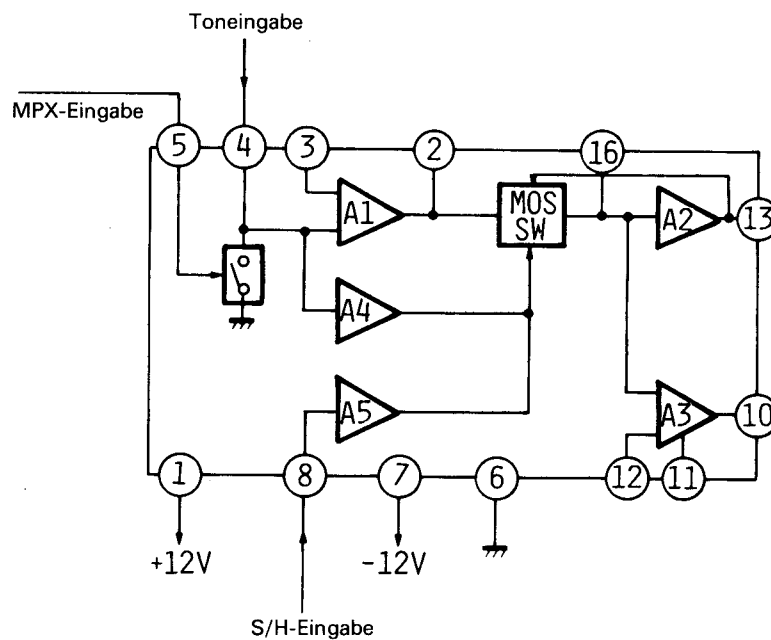 Toneingabe
MPX-Eingabe
5 4 3 2 16
A1 MOS SW A2 13
A4
A5 A3 10
1 8 7 6 12 11
+12V -12V
S/H-Eingabe